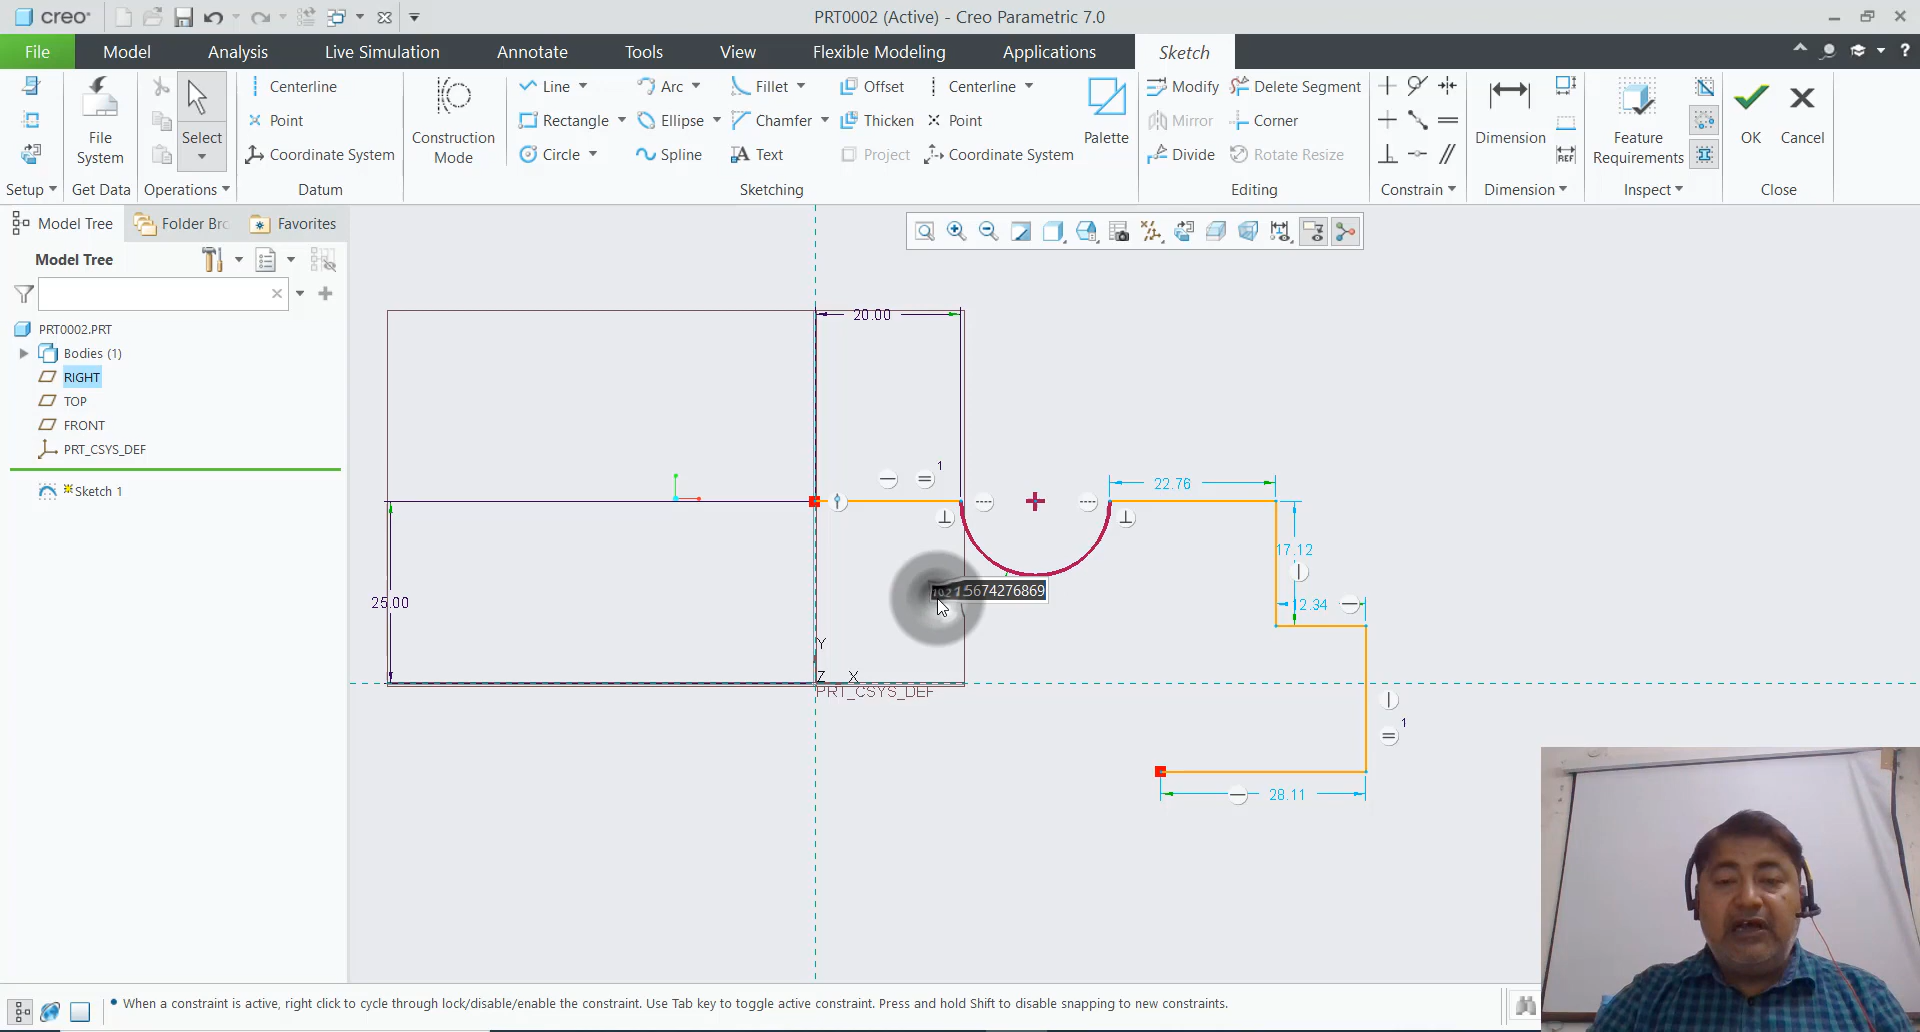 creo
PRT0002 (Active) - Creo Parametric 7.0
File
Model
Analysis
Live Simulation
Annotate
Tools
View
Flexible Modeling
Applications
Sketch
Setup
File System
Get Data
Select
Operations
Centerline
Point
Coordinate System
Datum
Construction Mode
Line
Arc
Fillet
Offset
Centerline
Rectangle
Ellipse
Chamfer
Thicken
Point
Circle
Spline
Text
Project
Coordinate System
Sketching
Palette
Modify
Delete Segment
Mirror
Corner
Divide
Rotate Resize
Editing
Constrain
Dimension
REF
Dimension
Feature Requirements
Inspect
OK
Cancel
Close
Model Tree
Folder Br
Favorites
Model Tree
PRT0002.PRT
Bodies (1)
RIGHT
TOP
FRONT
PRT_CSYS_DEF
Sketch 1
20.00
1
22.76
17.12
5674276869
25.00
12.34
Y
Z
X
PRT_CSYS_DEF
1
28.11
When a constraint is active, right click to cycle through lock/disable/enable the constraint. Use Tab key to toggle active constraint. Press and hold Shift to disable snapping to new constraints.